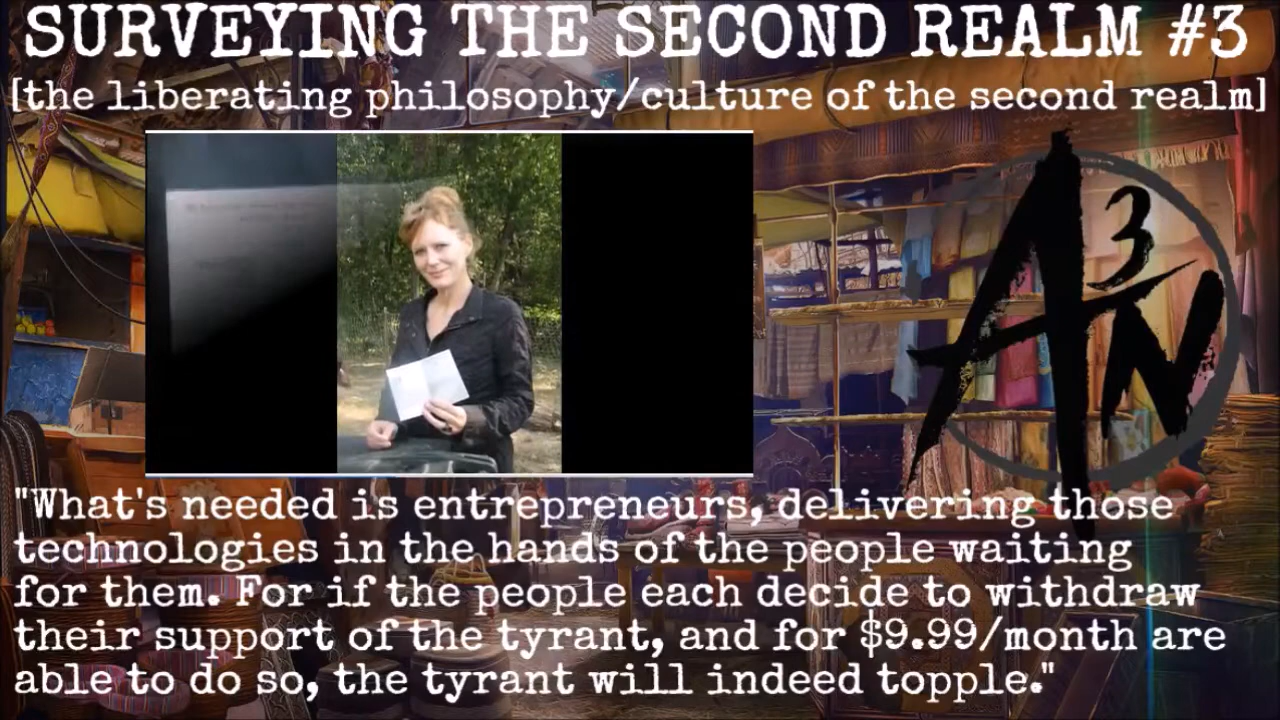 SURVEYING THE SECOND REALM #3
[the liberating philosophy/culture of the second realm]
A3N
"What's needed is entrepreneurs, delivering those
technologies in the hands of the people waiting
for them. For if the people each decide to withdraw
their support of the tyrant, and for $9.99/month are
able to do so, the tyrant will indeed topple."